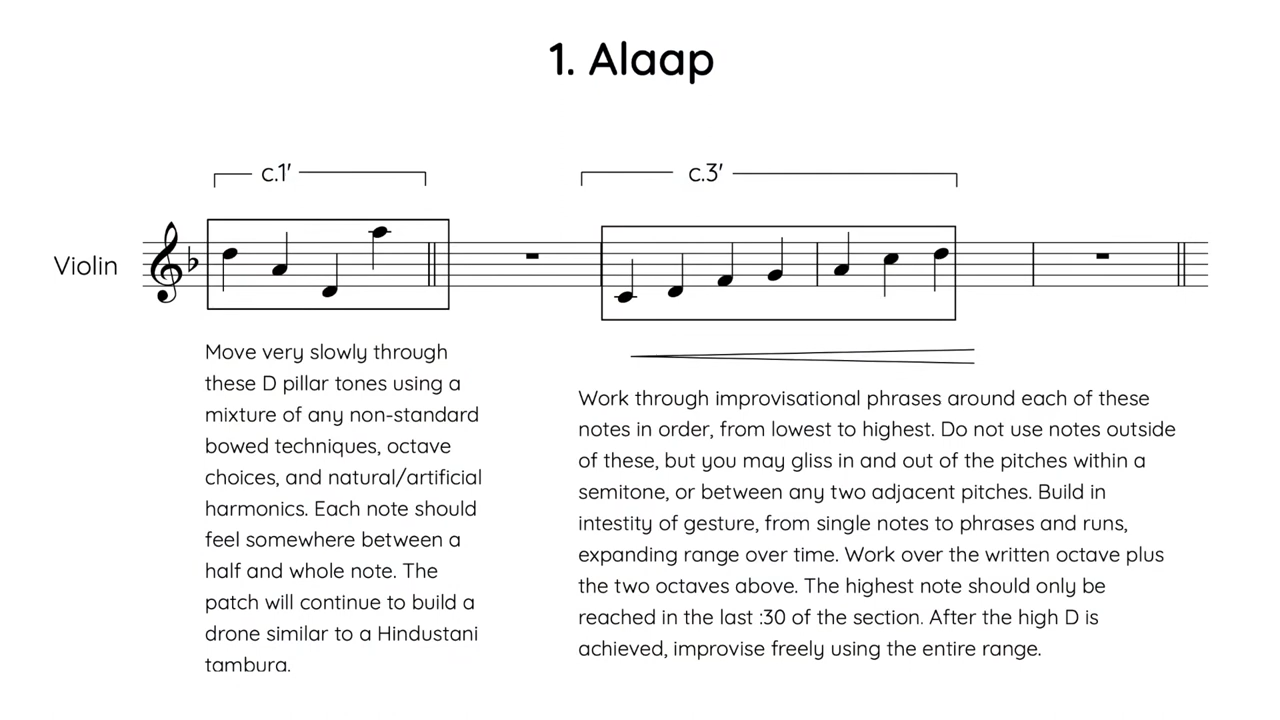 1. Alaap
c.1'
c.3'
Violin
Move very slowly through
these D pillar tones using a
mixture of any non-standard
bowed techniques, octave
choices, and natural/artificial
harmonics. Each note should
feel somewhere between a
half and whole note. The
patch will continue to build a
drone similar to a Hindustani
tambura.
Work through improvisational phrases around each of these
notes in order, from lowest to highest. Do not use notes outside
of these, but you may gliss in and out of the pitches within a
semitone, or between any two adjacent pitches. Build in
intestity of gesture, from single notes to phrases and runs,
expanding range over time. Work over the written octave plus
the two octaves above. The highest note should only be
reached in the last :30 of the section. After the high D is
achieved, improvise freely using the entire range.